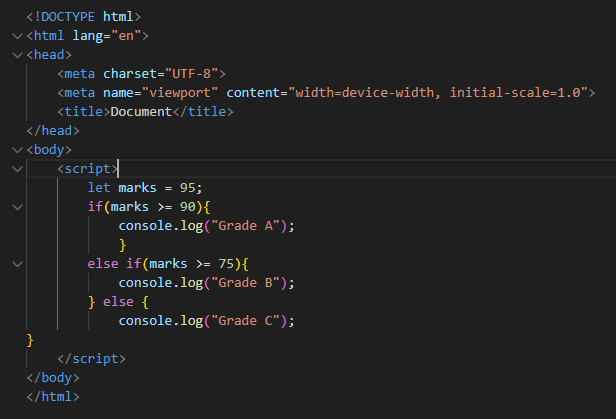 <!DOCTYPE html>
<html lang="en">
<head>
    <meta charset="UTF-8">
    <meta name="viewport" content="width=device-width, initial-scale=1.0">
    <title>Document</title>
</head>
<body>
    <script>
        let marks = 95;
        if(marks >= 90){
            console.log("Grade A");
            }
        else if(marks >= 75){
            console.log("Grade B");
        } else {
            console.log("Grade C");
}
    </script>
</body>
</html>